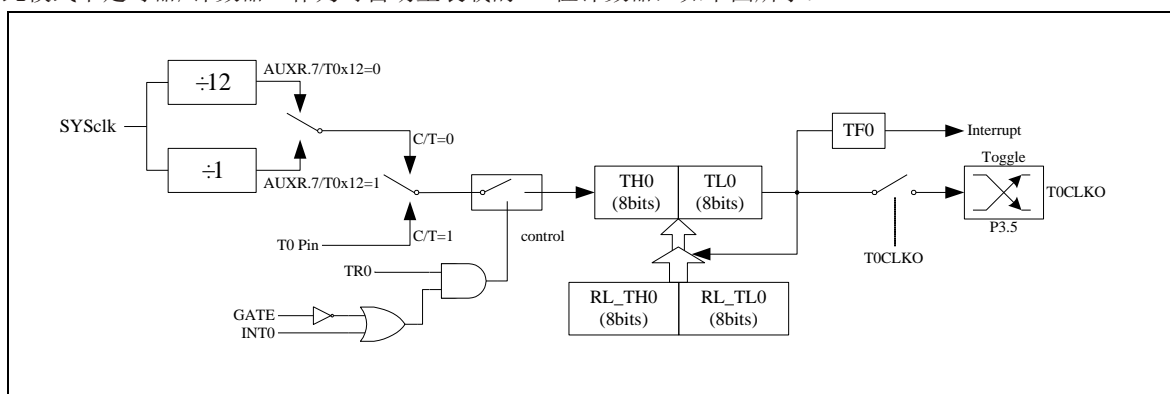 ÷12
AUXR.7/T0x12=0
SYSclk
÷1
AUXR.7/T0x12=1
C/T=0
C/T=1
T0 Pin
control
TR0
GATE
INT0
TH0
(8bits)
TL0
(8bits)
RL_TH0
(8bits)
RL_TL0
(8bits)
TF0
Interrupt
Toggle
T0CLKO
P3.5
T0CLKO